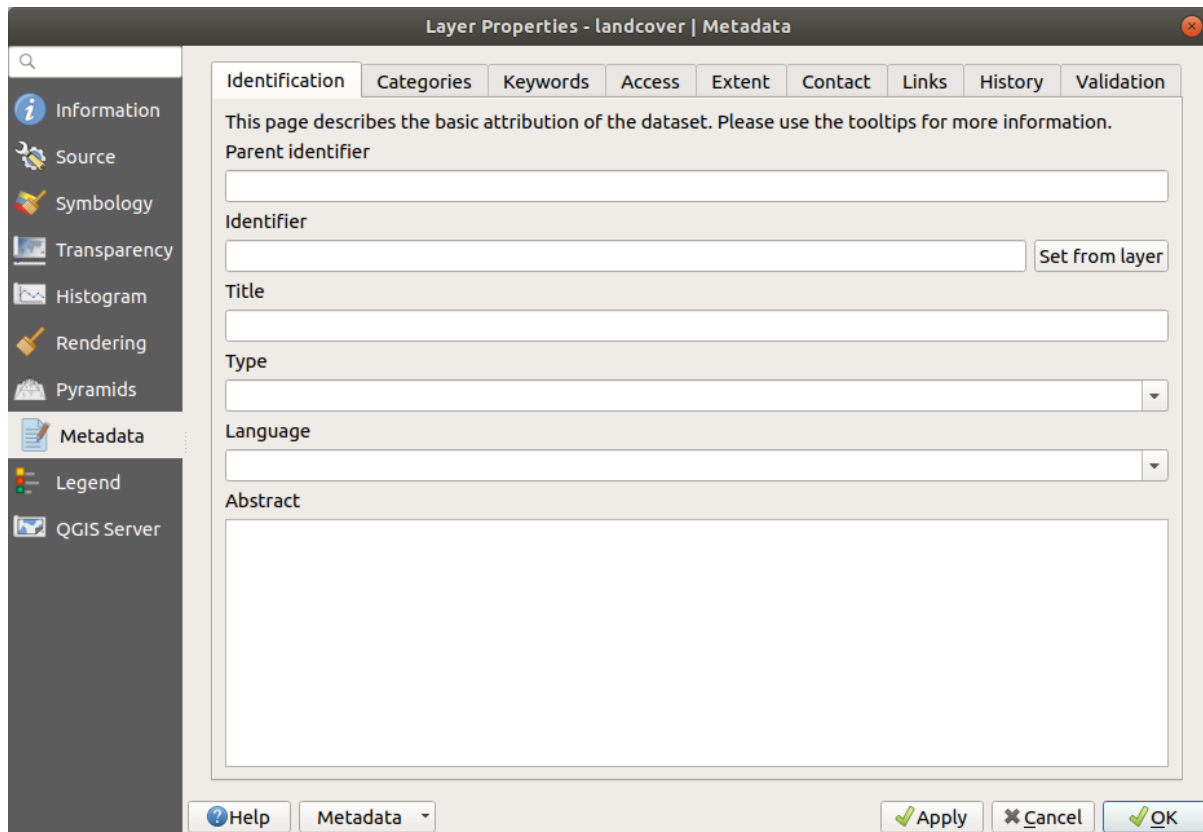 Layer Properties - landcover | Metadata
Information
Source
Symbology
Transparency
Histogram
Rendering
Pyramids
Metadata
Legend
QGIS Server
Identification Categories Keywords Access Extent Contact Links History Validation
This page describes the basic attribution of the dataset. Please use the tooltips for more information.
Parent identifier
Identifier
Set from layer
Title
Type
Language
Abstract
Help Metadata Apply Cancel OK